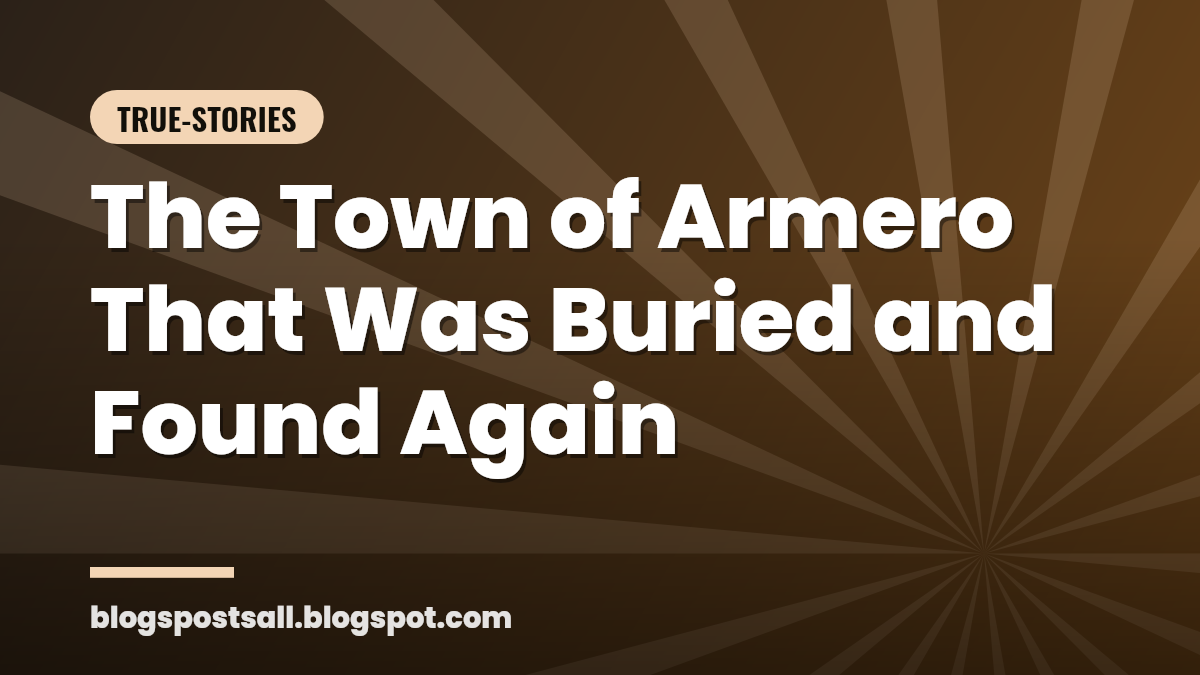 TRUE-STORIES
The Town of Armero
That Was Buried and
Found Again
blogspostsall.blogspot.com